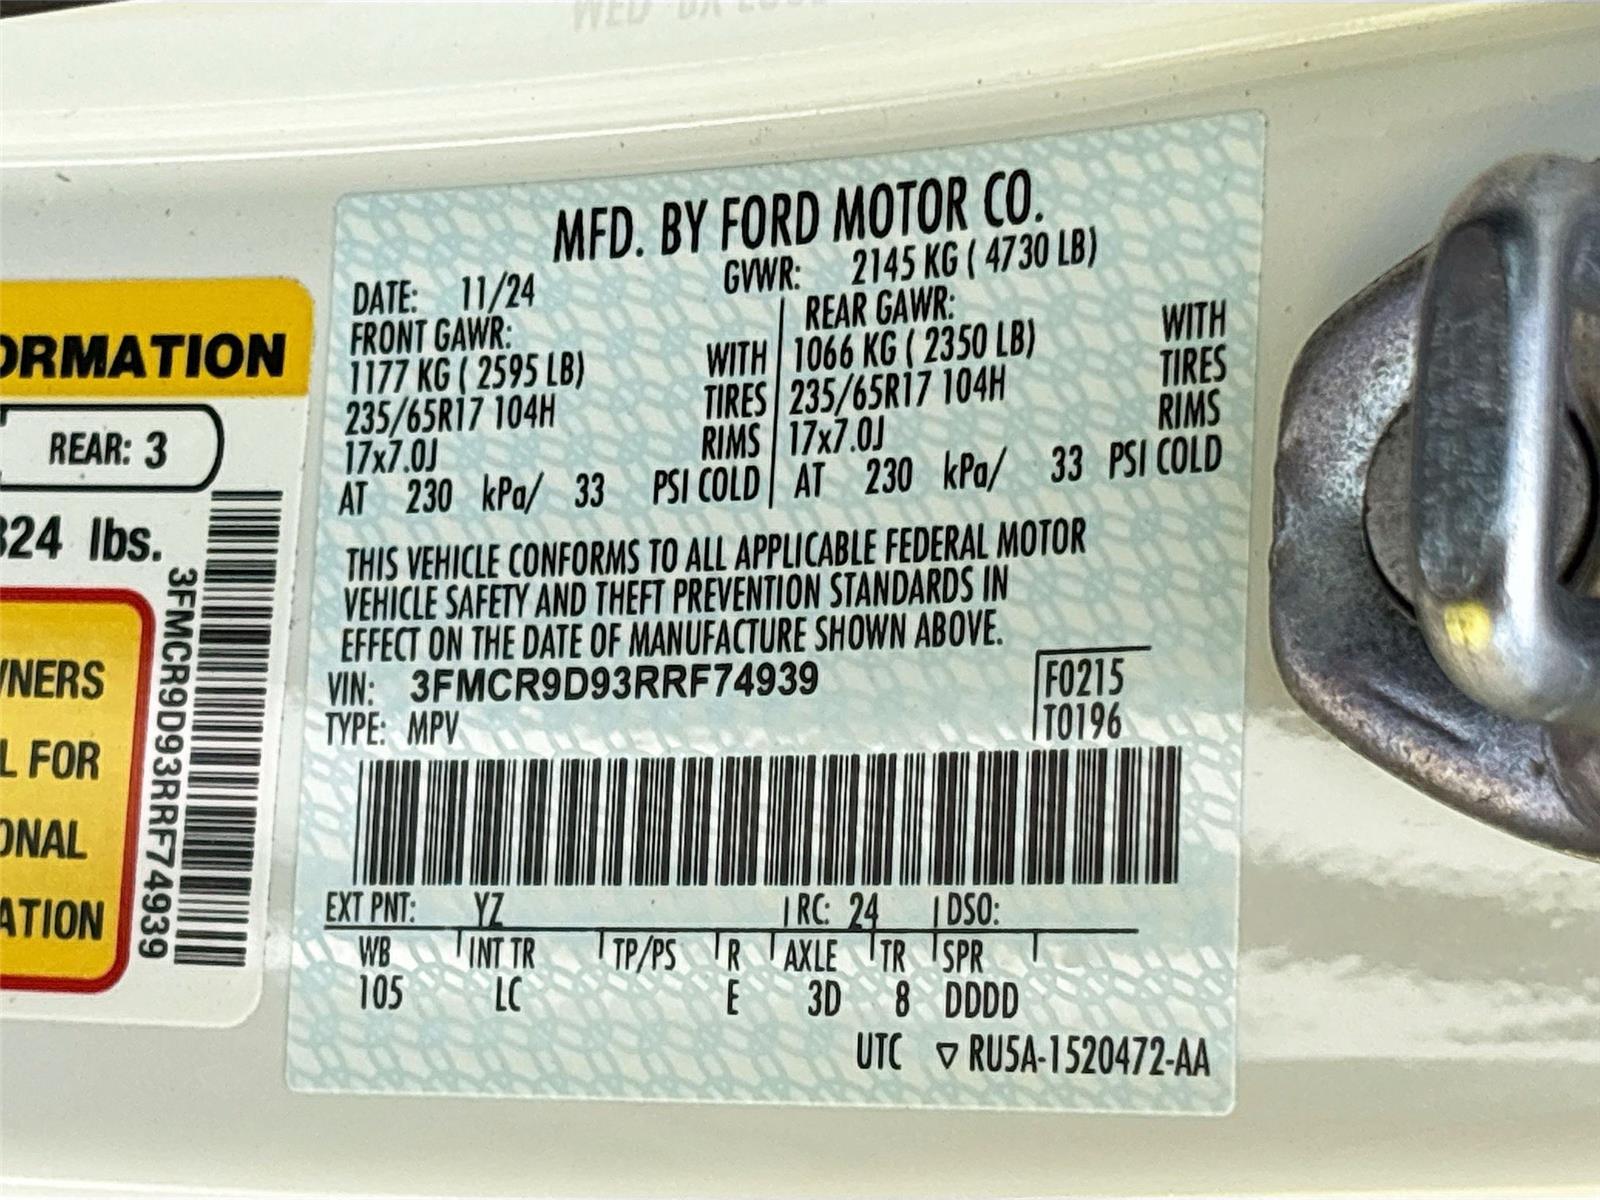 MFD. BY FORD MOTOR CO.
DATE: 11/24 GVWR: 2145 KG ( 4730 LB)
FRONT GAWR: REAR GAWR: WITH
1177 KG ( 2595 LB) WITH 1066 KG ( 2350 LB) TIRES
235/65R17 104H TIRES 235/65R17 104H RIMS
17x7.0J RIMS 17x7.0J
AT 230 kPa/ 33 PSI COLD AT 230 kPa/ 33 PSI COLD
THIS VEHICLE CONFORMS TO ALL APPLICABLE FEDERAL MOTOR
VEHICLE SAFETY AND THEFT PREVENTION STANDARDS IN
EFFECT ON THE DATE OF MANUFACTURE SHOWN ABOVE.
VIN: 3FMCR9D93RRF74939 F0215
TYPE: MPV T0196
EXT PNT: YZ RC: 24 DSO:
WB INT TR TP/PS R AXLE TR SPR
105 LC E 3D 8 DDDD
UTC ▽ RU5A-1520472-AA
ORMATION
REAR: 3
324 lbs.
3FMCR9D93RRF74939
WNERS
L FOR
ONAL
ATION